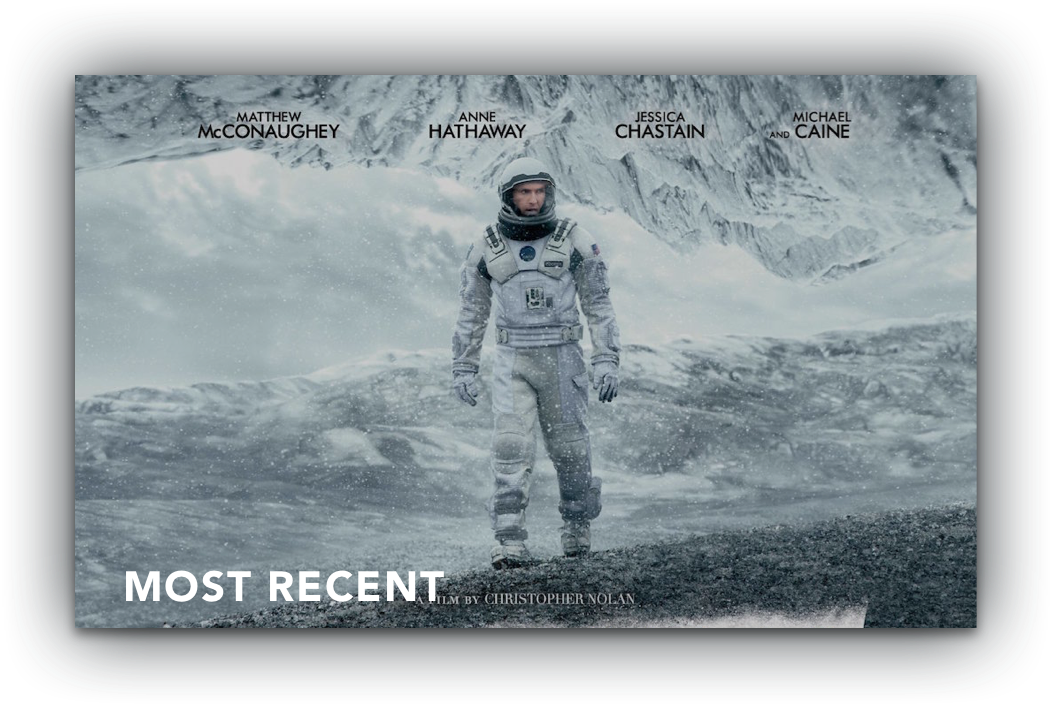 MATTHEW ANNE JESSICA MICHAEL
McCONAUGHEY HATHAWAY CHASTAIN AND CAINE
MOST RECENT
A FILM BY CHRISTOPHER NOLAN